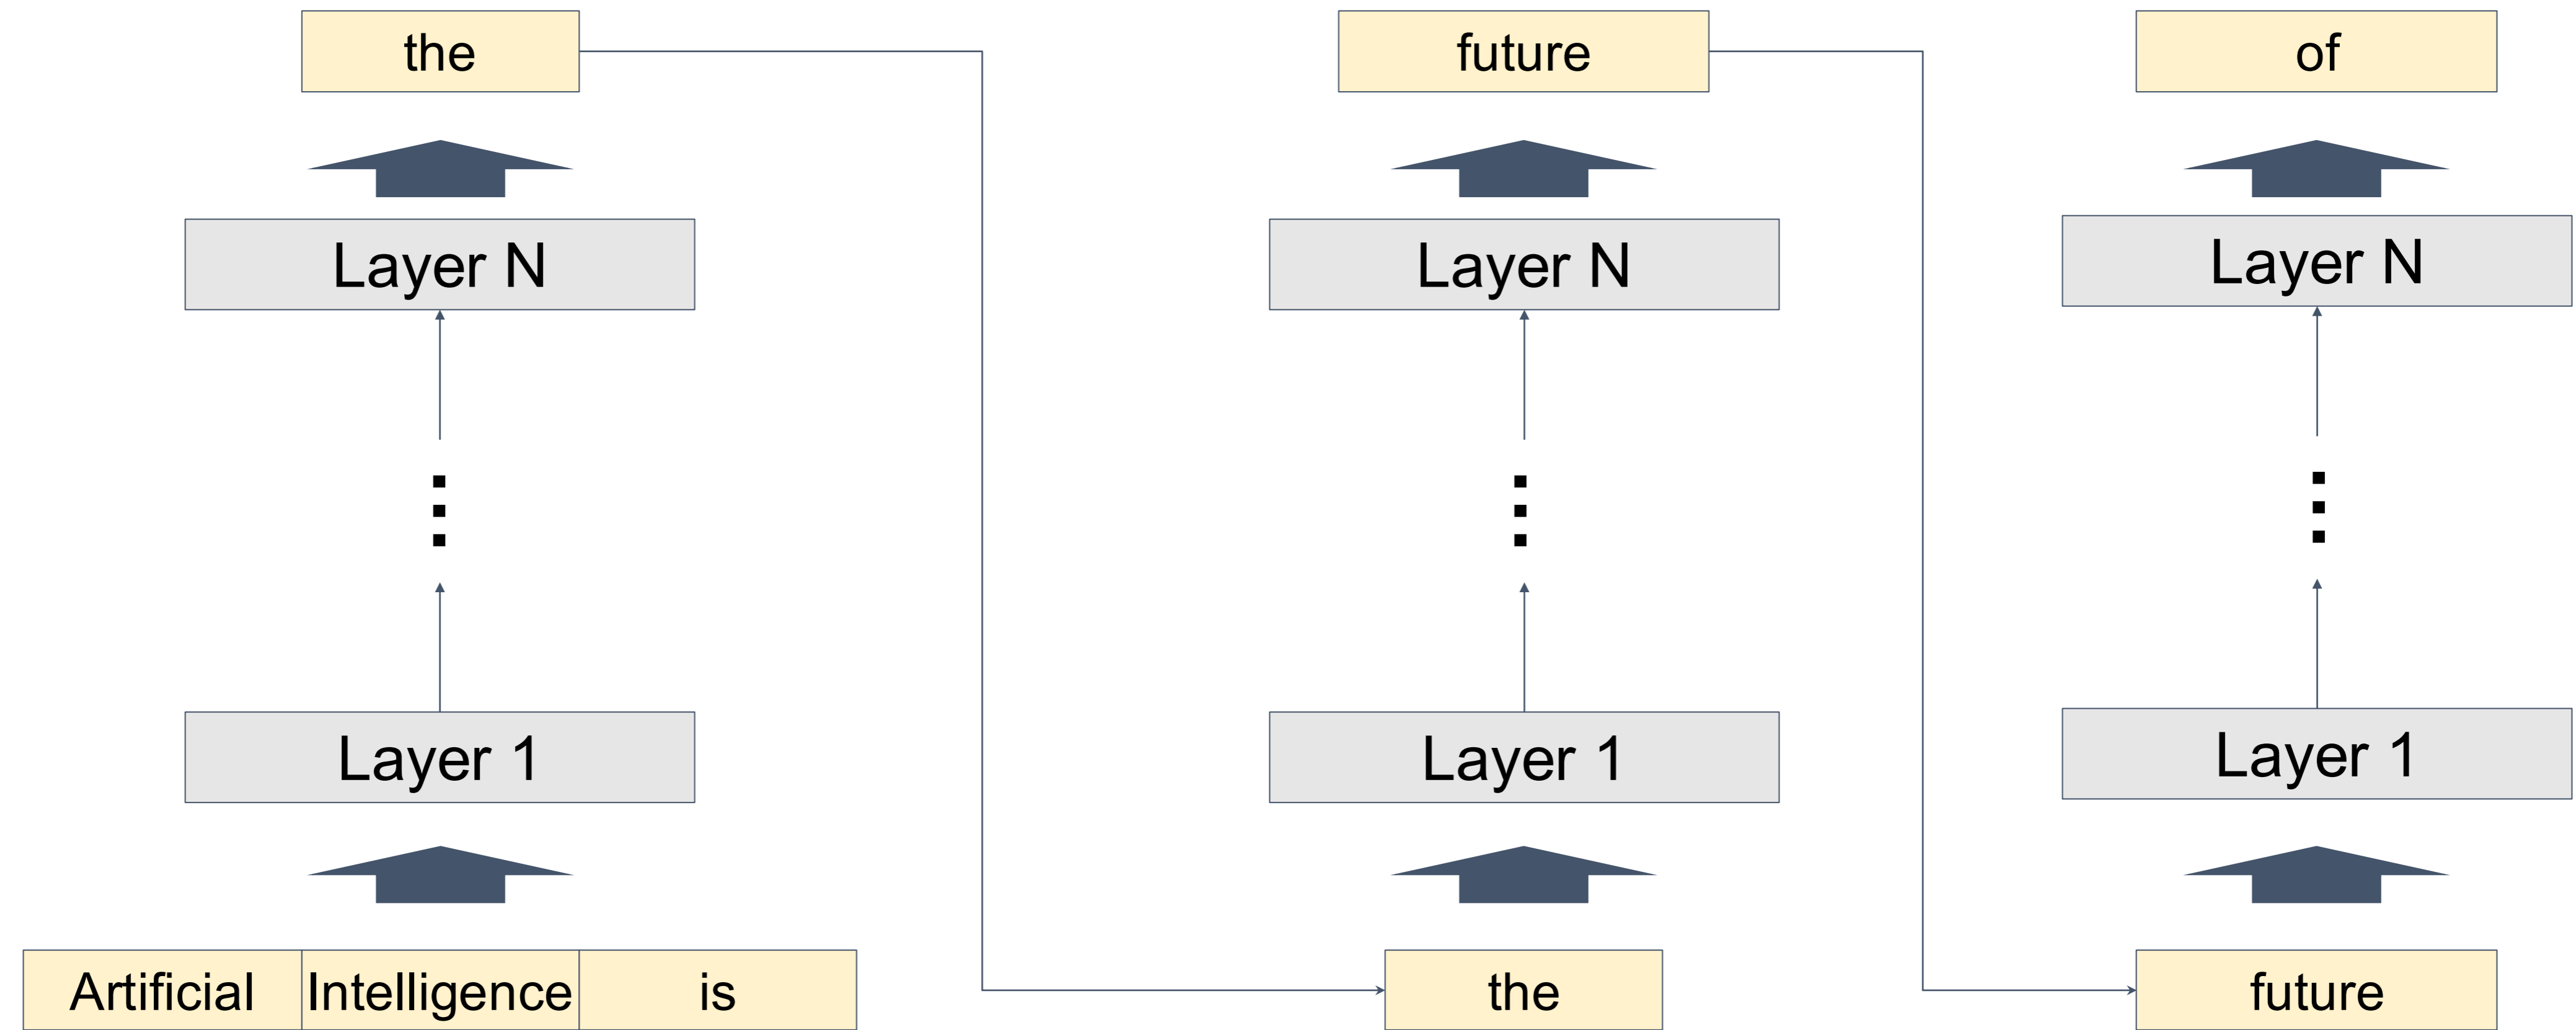 the
Layer N
Layer 1
Artificial Intelligence is
future
Layer N
Layer 1
the
of
Layer N
Layer 1
future